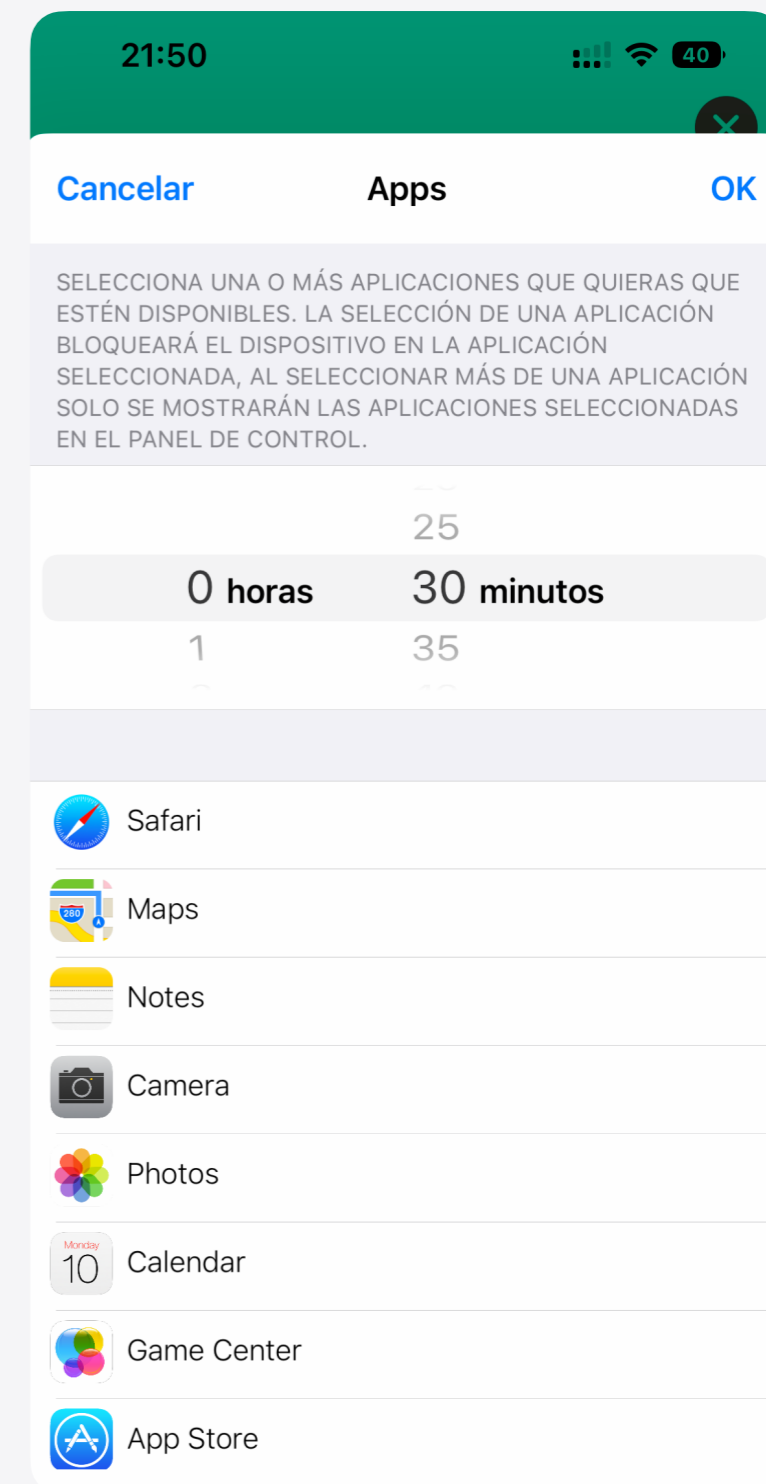 21:50
40
Cancelar Apps OK
SELECCIONA UNA O MÁS APLICACIONES QUE QUIERAS QUE
ESTÉN DISPONIBLES. LA SELECCIÓN DE UNA APLICACIÓN
BLOQUEARÁ EL DISPOSITIVO EN LA APLICACIÓN
SELECCIONADA, AL SELECCIONAR MÁS DE UNA APLICACIÓN
SOLO SE MOSTRARÁN LAS APLICACIONES SELECCIONADAS
EN EL PANEL DE CONTROL.
25
0 horas 30 minutos
1 35
Safari
280
Maps
Notes
Camera
Photos
Monday
10
Calendar
Game Center
App Store